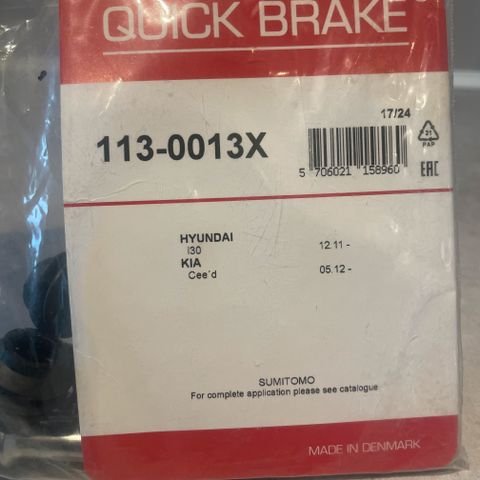 QUICK BRAKE
17/24
113-0013X
21
PAP
5 706021 158960
EAC
HYUNDAI
I30 12.11 -
KIA
Cee'd 05.12 -
SUMITOMO
For complete application please see catalogue
MADE IN DENMARK